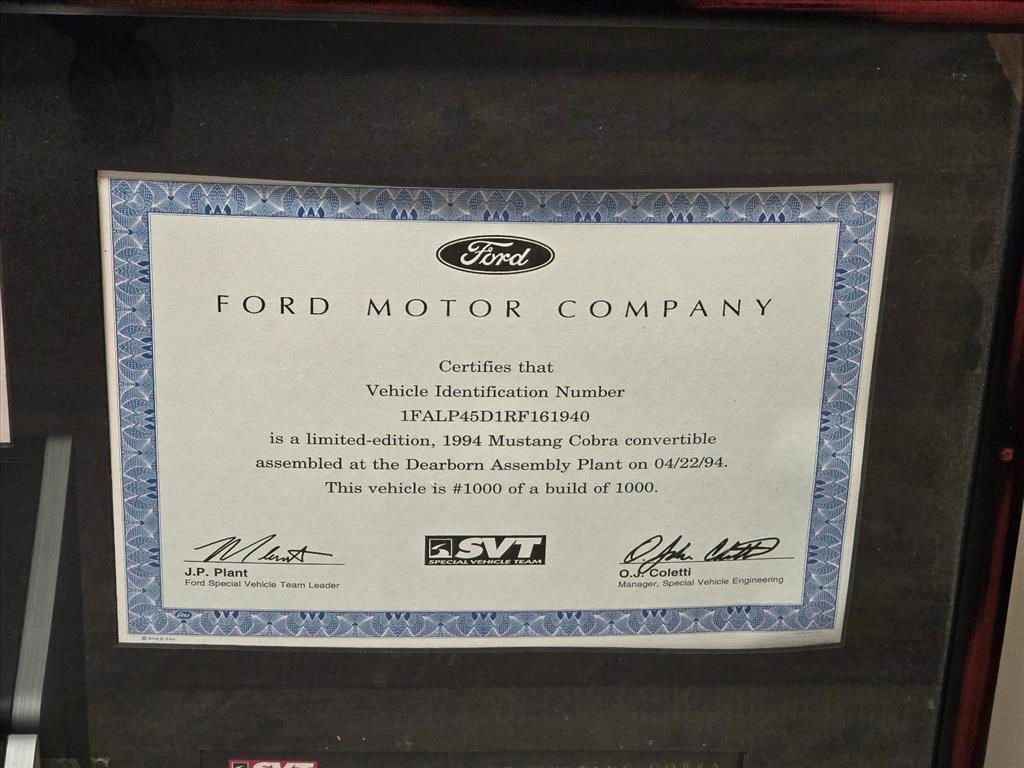 Ford
FORD MOTOR COMPANY
Certifies that
Vehicle Identification Number
1FALP45D1RF161940
is a limited-edition, 1994 Mustang Cobra convertible
assembled at the Dearborn Assembly Plant on 04/22/94.
This vehicle is #1000 of a build of 1000.
SVT
SPECIAL VEHICLE TEAM
J.P. Plant
Ford Special Vehicle Team Leader
O.J. Coletti
Manager, Special Vehicle Engineering
SVT